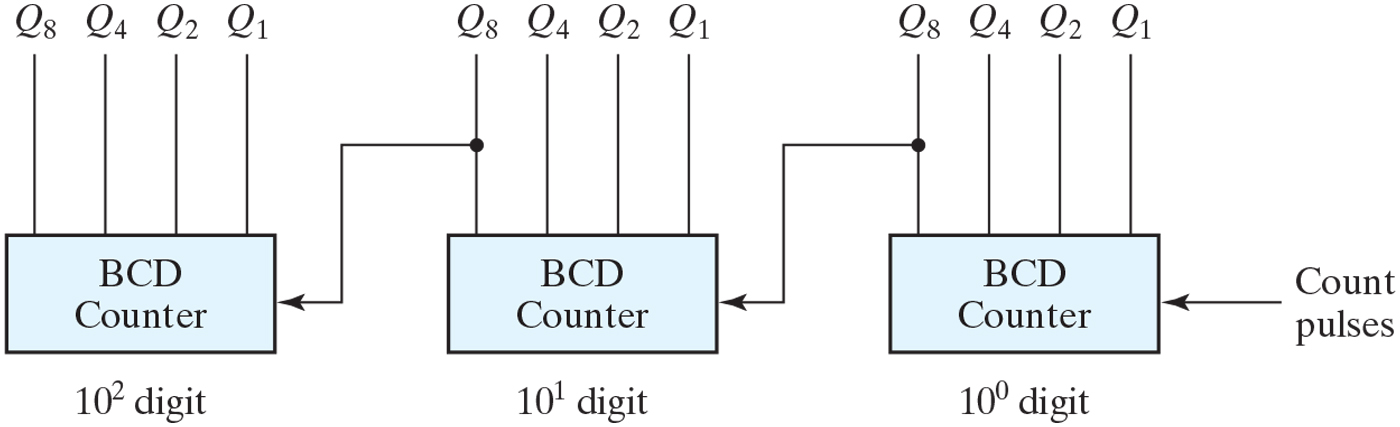 Q8 Q4 Q2 Q1 Q8 Q4 Q2 Q1 Q8 Q4 Q2 Q1
BCD
Counter
BCD
Counter
BCD
Counter
Count
pulses
10² digit
10¹ digit
10⁰ digit